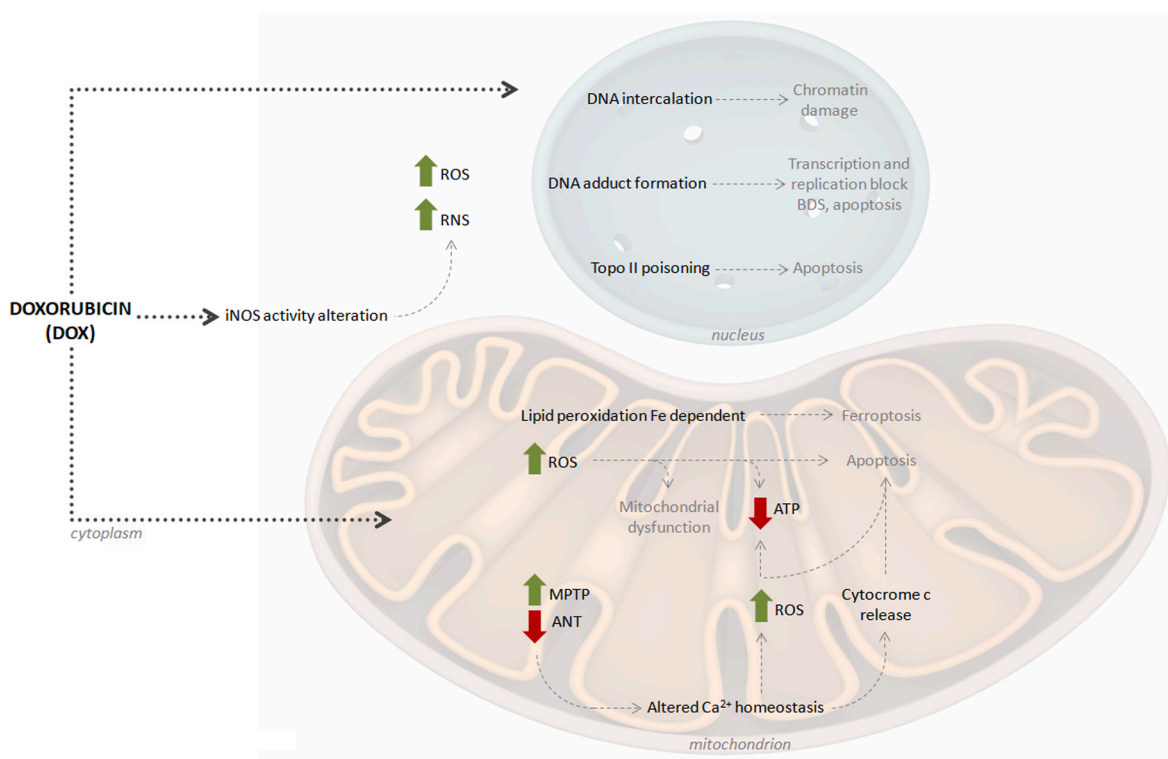 DNA intercalation
Chromatin
damage
ROS
DNA adduct formation
Transcription and
replication block
BDS, apoptosis
RNS
Topo II poisoning
Apoptosis
DOXORUBICIN
(DOX)
iNOS activity alteration
nucleus
Lipid peroxidation Fe dependent
Ferroptosis
ROS
Apoptosis
Mitochondrial
dysfunction
ATP
cytoplasm
MPTP
ANT
ROS
Cytocrome c
release
Altered Ca²⁺ homeostasis
mitochondrion